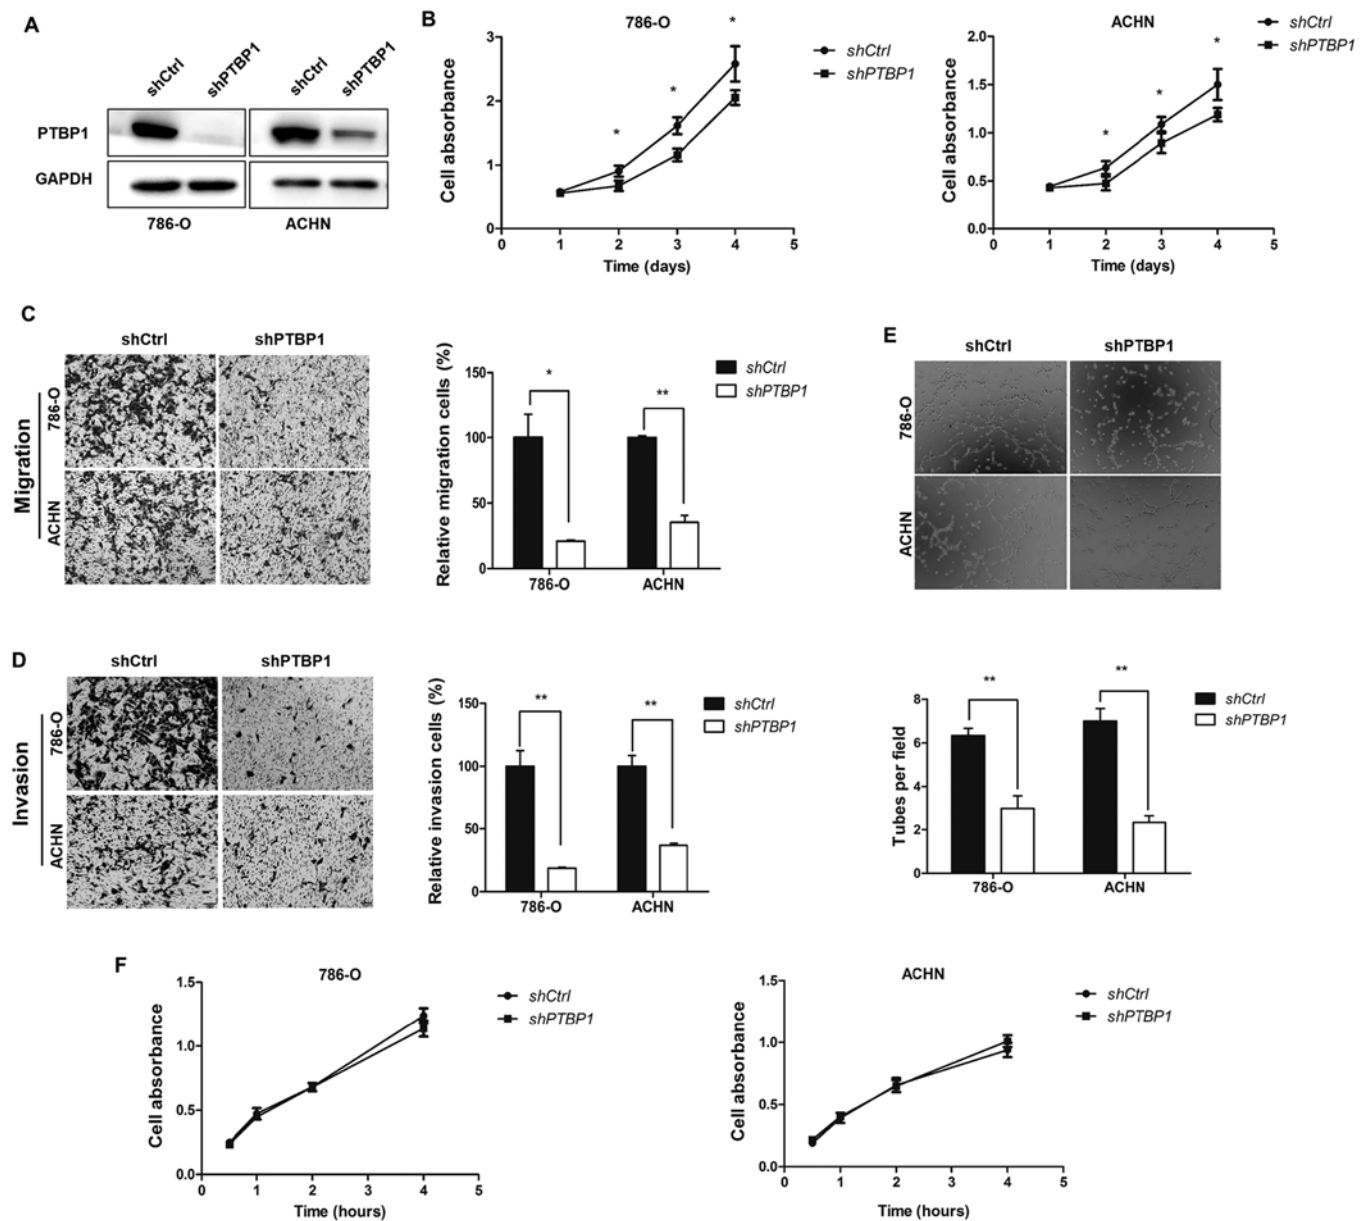 A
shCtrl
shPTBP1
shCtrl
shPTBP1
PTBP1
GAPDH
786-O
ACHN
B
786-O
*
*
*
3
2
1
0
Cell absorbance
0 1 2 3 4 5
Time (days)
shCtrl
shPTBP1
ACHN
*
*
*
2.0
1.5
1.0
0.5
0.0
Cell absorbance
0 1 2 3 4 5
Time (days)
shCtrl
shPTBP1
C
shCtrl shPTBP1
Migration
786-O
ACHN
Relative migration cells (%)
150
100
50
0
*
**
786-O ACHN
shCtrl
shPTBP1
E
shCtrl shPTBP1
786-O
ACHN
D
shCtrl shPTBP1
Invasion
786-O
ACHN
Relative invasion cells (%)
150
100
50
0
**
**
786-O ACHN
shCtrl
shPTBP1
Tubes per field
8
6
4
2
0
**
**
786-O ACHN
shCtrl
shPTBP1
F
786-O
1.5
1.0
0.5
0.0
Cell absorbance
0 1 2 3 4 5
Time (hours)
shCtrl
shPTBP1
ACHN
1.5
1.0
0.5
0.0
Cell absorbance
0 1 2 3 4 5
Time (hours)
shCtrl
shPTBP1